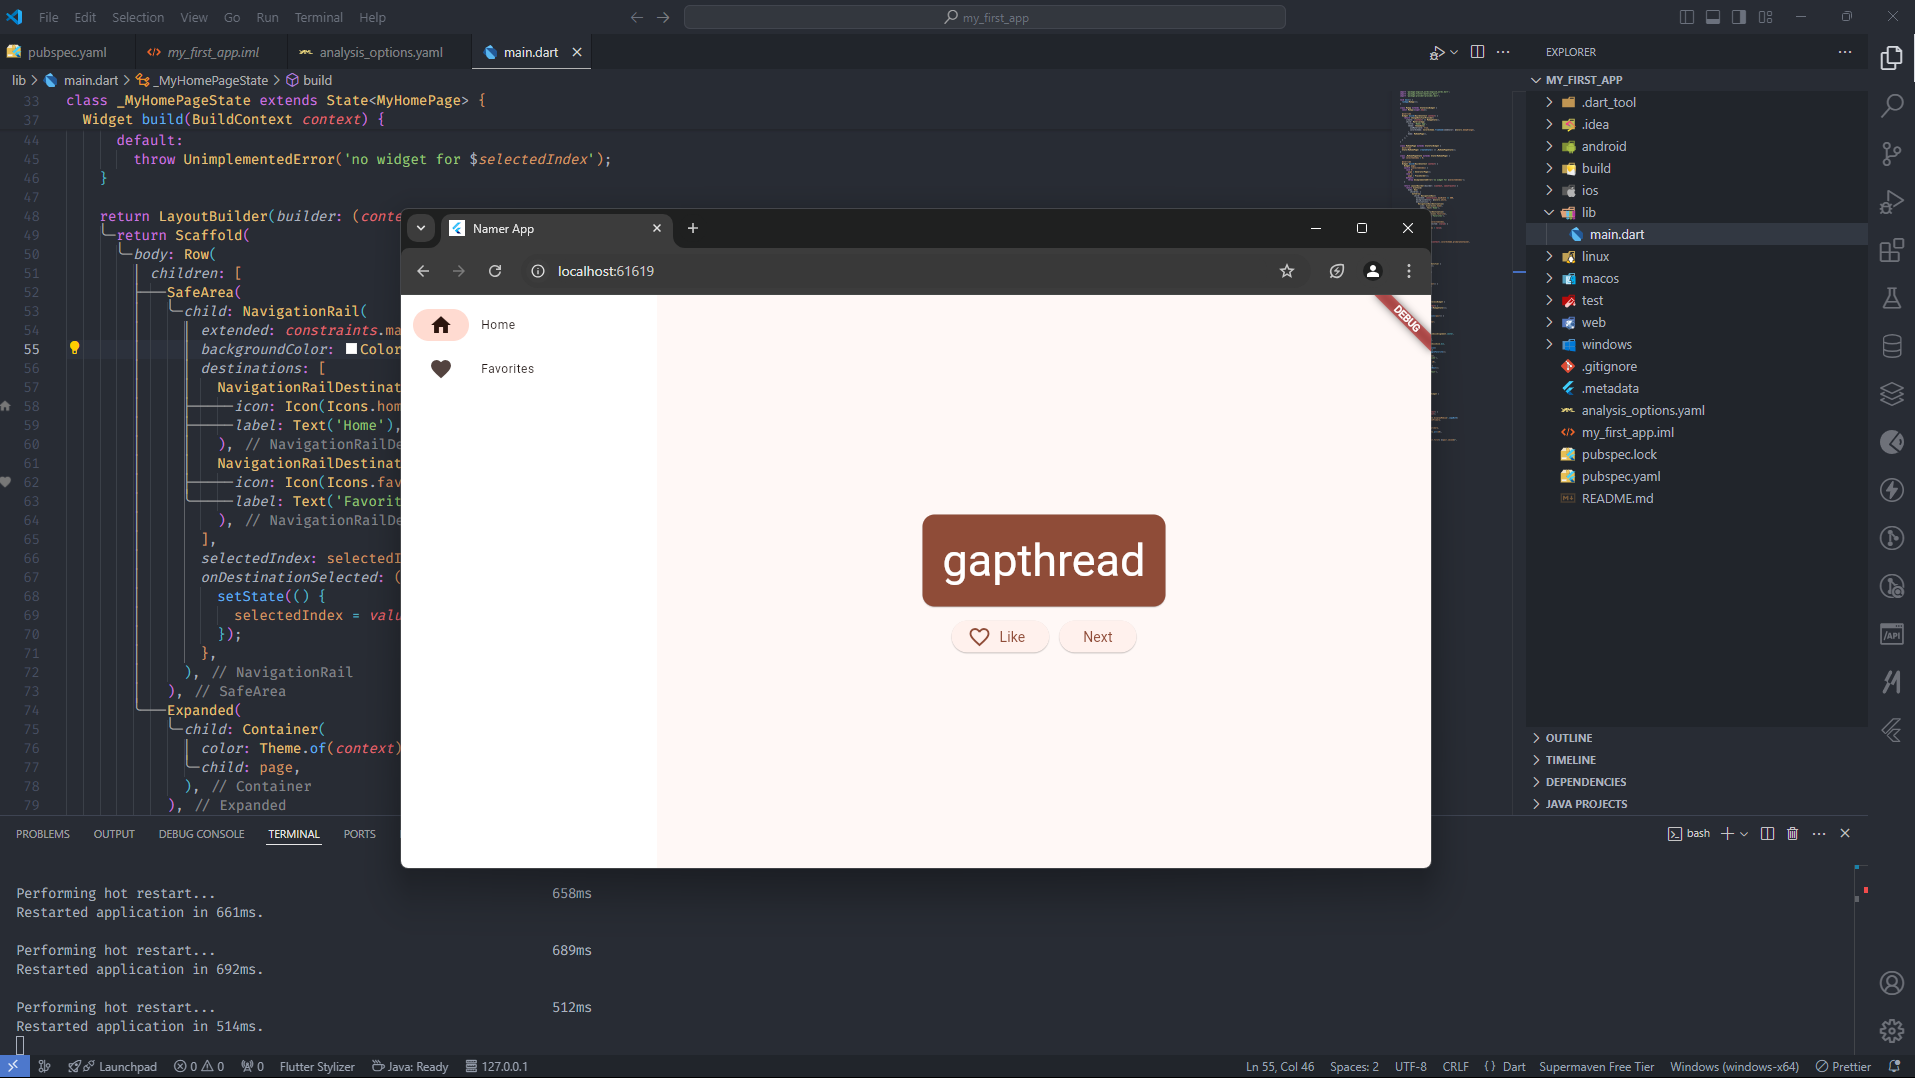 File Edit Selection View Go Run Terminal Help
my_first_app
pubspec.yaml my_first_app.iml analysis_options.yaml main.dart
lib > main.dart > _MyHomePageState > build
33 class _MyHomePageState extends State<MyHomePage> {
37 Widget build(BuildContext context) {
44 default:
45 throw UnimplementedError('no widget for $selectedIndex');
46 }
47
48 return LayoutBuilder(builder: (conte
49 return Scaffold(
50 body: Row(
51 children: [
52 SafeArea(
53 child: NavigationRail(
54 extended: constraints.ma
55 backgroundColor: Color
56 destinations: [
57 NavigationRailDestinat
58 icon: Icon(Icons.hom
59 label: Text('Home'),
60 ), // NavigationRailDe
61 NavigationRailDestinat
62 icon: Icon(Icons.fav
63 label: Text('Favorit
64 ), // NavigationRailDe
65 ],
66 selectedIndex: selectedI
67 onDestinationSelected: (
68 setState(() {
69 selectedIndex = valu
70 });
71 },
72 ), // NavigationRail
73 ), // SafeArea
74 Expanded(
75 child: Container(
76 color: Theme.of(context)
77 child: page,
78 ), // Container
79 ), // Expanded
Namer App
localhost:61619
DEBUG
Home
Favorites
gapthread
Like
Next
EXPLORER
MY_FIRST_APP
.dart_tool
.idea
android
build
ios
lib
main.dart
linux
macos
test
web
windows
.gitignore
.metadata
analysis_options.yaml
my_first_app.iml
pubspec.lock
pubspec.yaml
README.md
OUTLINE
TIMELINE
DEPENDENCIES
JAVA PROJECTS
/API
PROBLEMS OUTPUT DEBUG CONSOLE TERMINAL PORTS
bash
Performing hot restart... 658ms
Restarted application in 661ms.
Performing hot restart... 689ms
Restarted application in 692ms.
Performing hot restart... 512ms
Restarted application in 514ms.
Launchpad 0 0 0 Flutter Stylizer Java: Ready 127.0.0.1
Ln 55, Col 46 Spaces: 2 UTF-8 CRLF {} Dart Supermaven Free Tier Windows (windows-x64) Prettier